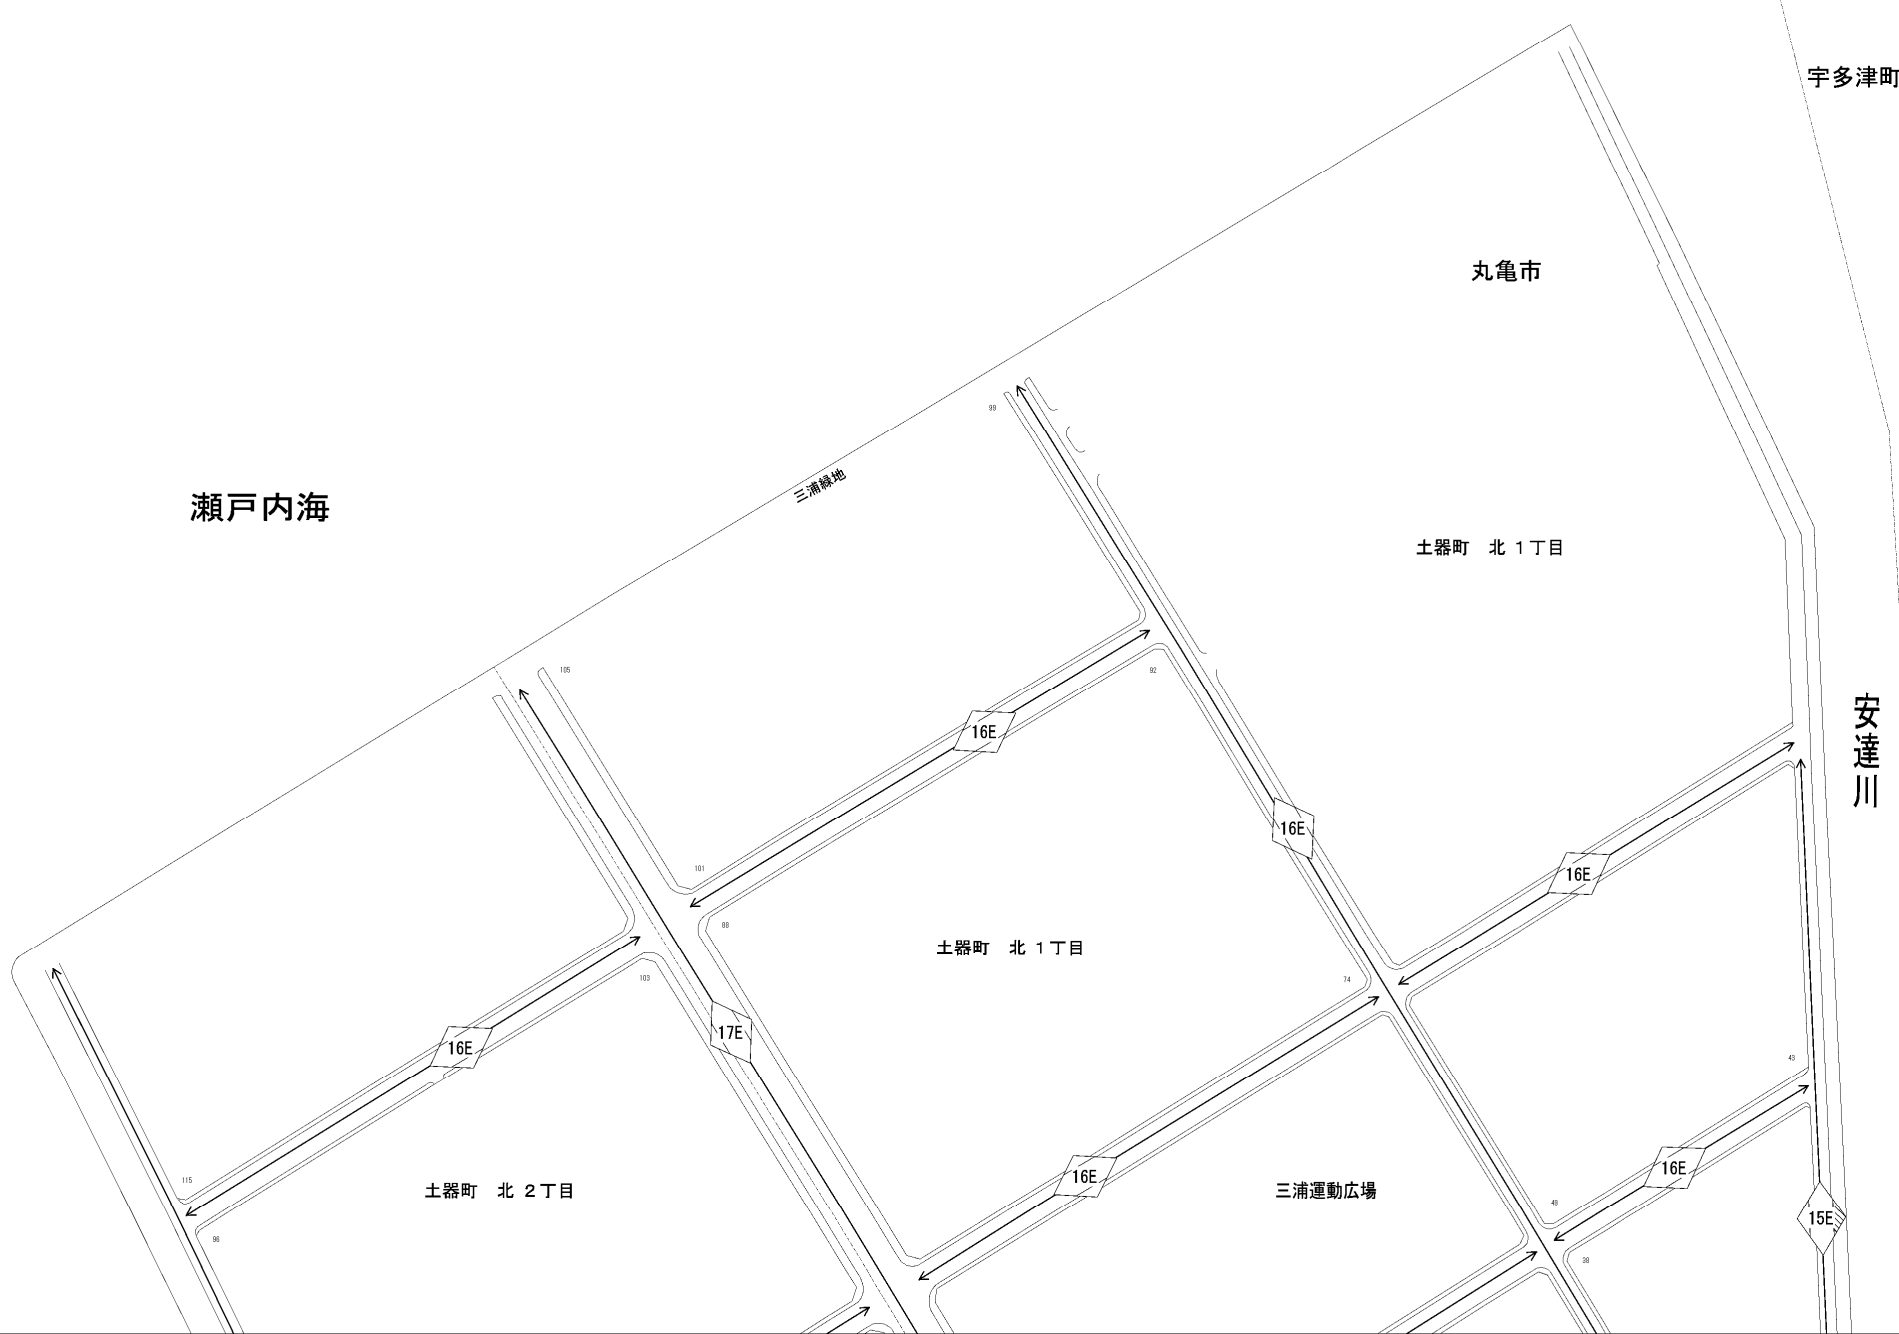 宇多津町
丸亀市
99
三浦緑地
瀬戸内海
土器町　北 1丁目
105
92
16E
安達川
16E
101
16E
88
土器町　北 1丁目
103
74
17E
16E
43
115
土器町　北 2丁目
16E
三浦運動広場
16E
49
15E
96
38